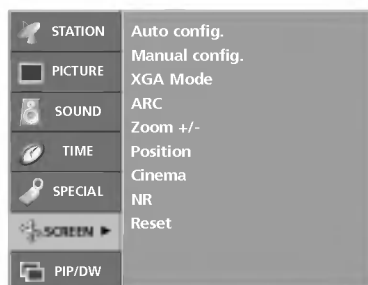 STATION
PICTURE
SOUND
TIME
SPECIAL
SCREEN ►
PIP/DW
Auto config.
Manual config.
XGA Mode
ARC
Zoom +/-
Position
Cinema
NR
Reset